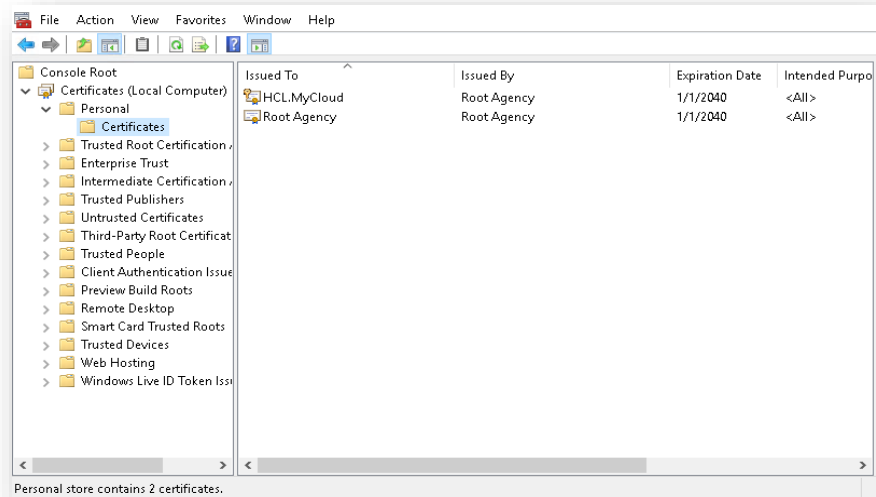 File Action View Favorites Window Help
Console Root
Certificates (Local Computer)
Personal
Certificates
Trusted Root Certification
Enterprise Trust
Intermediate Certification
Trusted Publishers
Untrusted Certificates
Third-Party Root Certificat
Trusted People
Client Authentication Issue
Preview Build Roots
Remote Desktop
Smart Card Trusted Roots
Trusted Devices
Web Hosting
Windows Live ID Token Issu
Issued To Issued By Expiration Date Intended Purpo
HCL.MyCloud Root Agency 1/1/2040 <All>
Root Agency Root Agency 1/1/2040 <All>
Personal store contains 2 certificates.